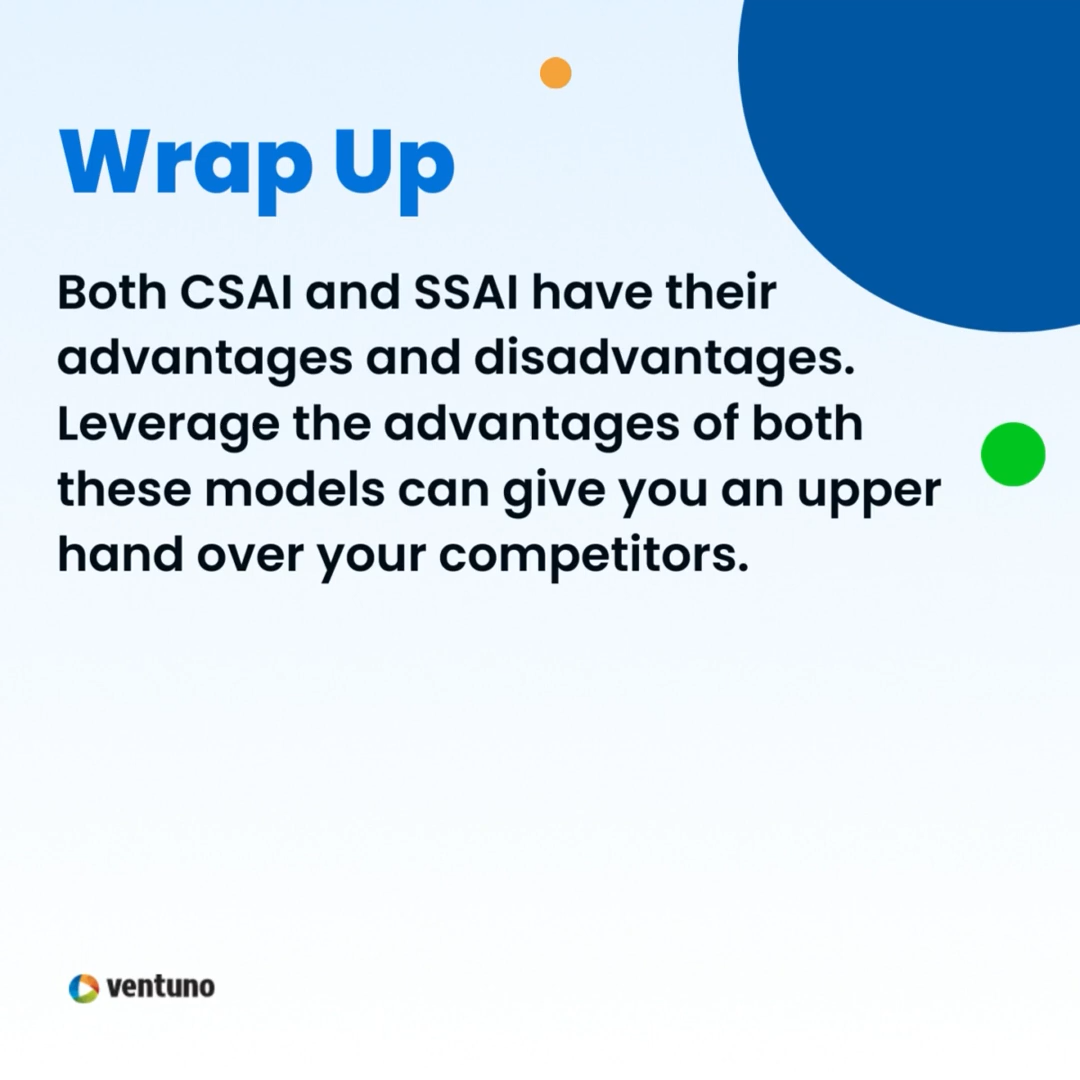 Wrap Up
Both CSAI and SSAI have their
advantages and disadvantages.
Leverage the advantages of both
these models can give you an upper
hand over your competitors.
ventuno